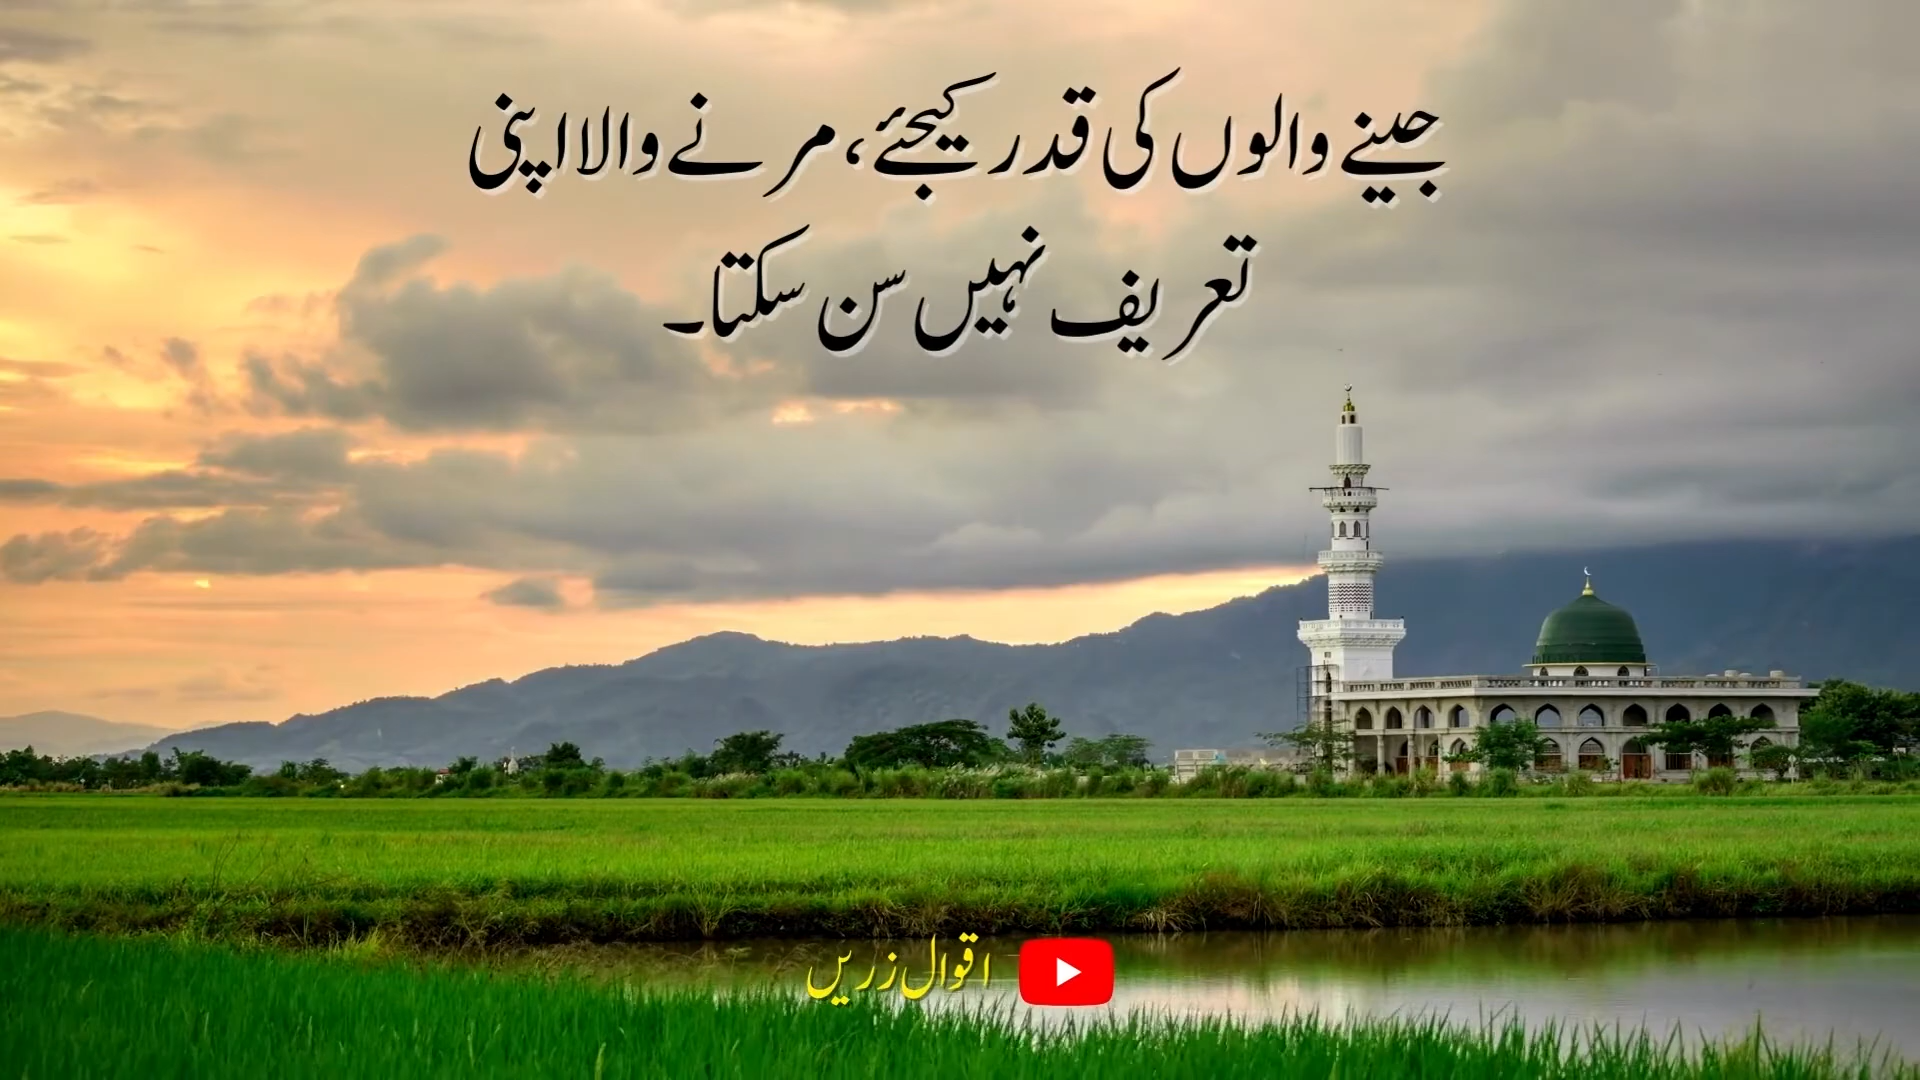 جینے والوں کی قدر کیجئے، مرنے والا اپنی
تعریف نہیں سن سکتا۔
اقوال زریں